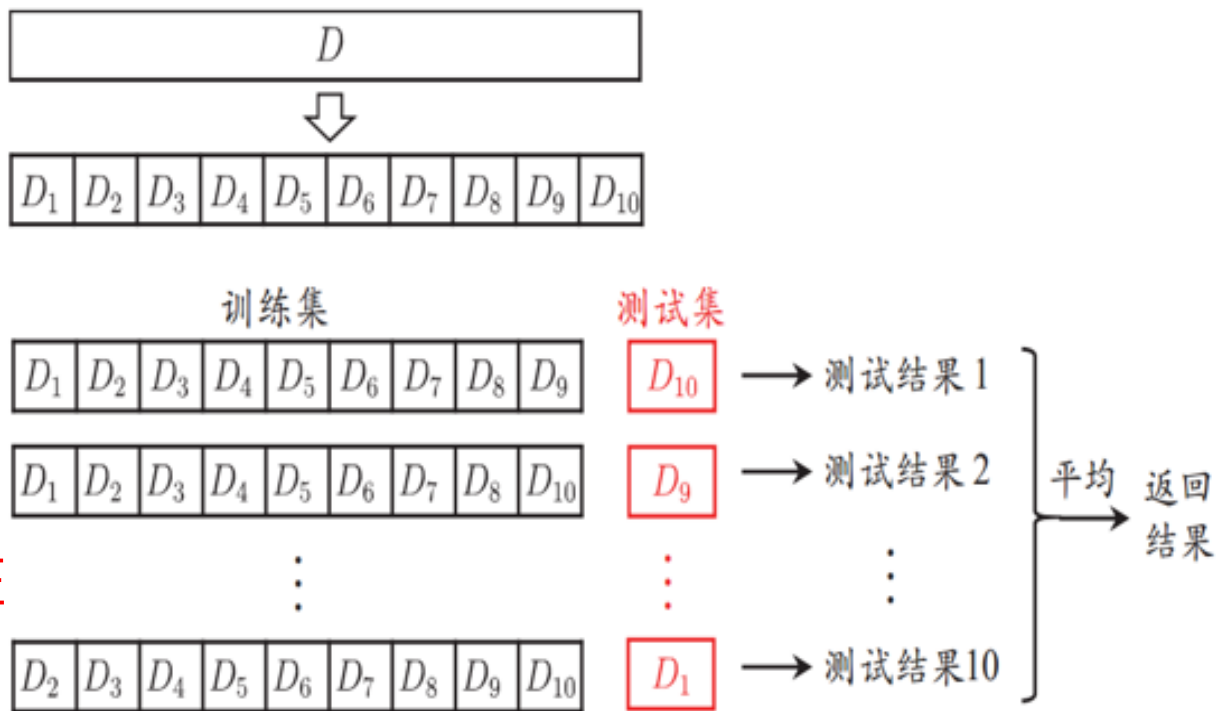 D
D₁ D₂ D₃ D₄ D₅ D₆ D₇ D₈ D₉ D₁₀
训练集 测试集
D₁ D₂ D₃ D₄ D₅ D₆ D₇ D₈ D₉ D₁₀ → 测试结果1
D₁ D₂ D₃ D₄ D₅ D₆ D₇ D₈ D₁₀ D₉ → 测试结果2
平均 返回
结果
⋮ ⋮ ⋮
D₂ D₃ D₄ D₅ D₆ D₇ D₈ D₉ D₁₀ D₁ → 测试结果10